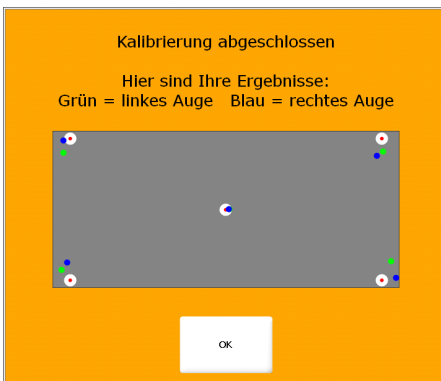 Kalibrierung abgeschlossen
Hier sind Ihre Ergebnisse:
Grün = linkes Auge   Blau = rechtes Auge
OK